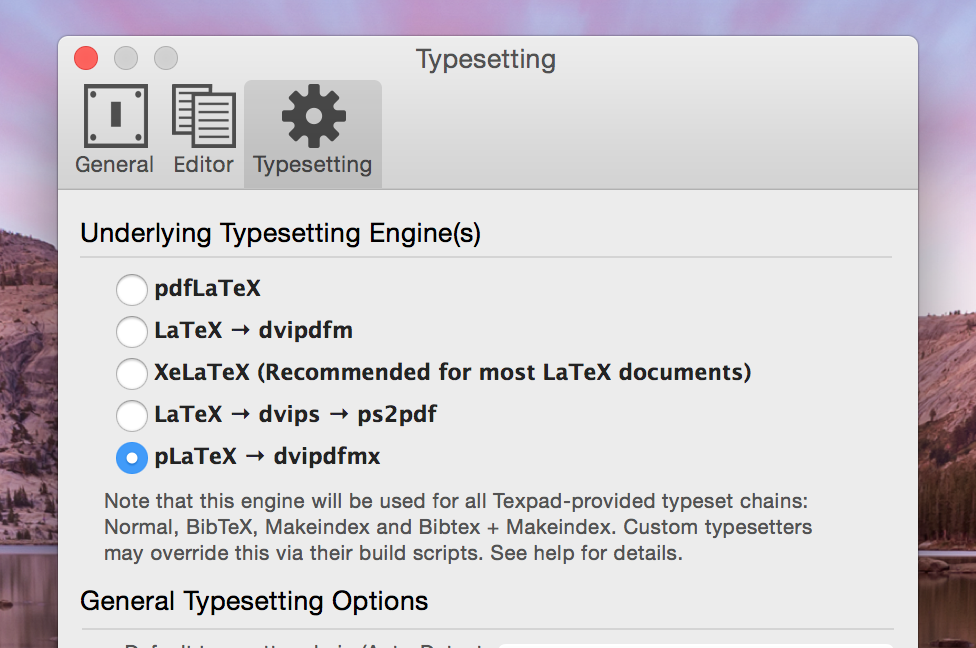 Typesetting
General Editor Typesetting
Underlying Typesetting Engine(s)
pdfLaTeX
LaTeX → dvipdfm
XeLaTeX (Recommended for most LaTeX documents)
LaTeX → dvips → ps2pdf
pLaTeX → dvipdfmx
Note that this engine will be used for all Texpad-provided typeset chains:
Normal, BibTeX, Makeindex and Bibtex + Makeindex. Custom typesetters
may override this via their build scripts. See help for details.
General Typesetting Options